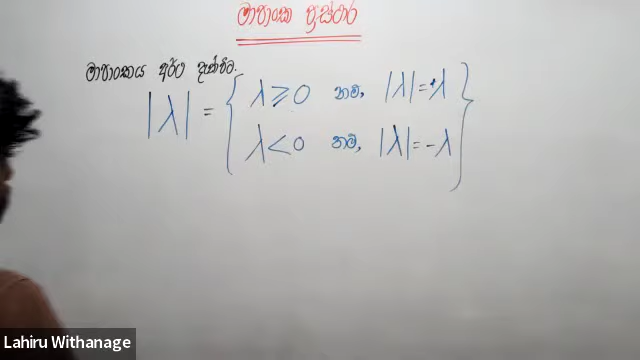 මාපාංක ප්‍රස්ථාර
මාපාංකය අර්ථ දැක්වීම.
|λ| = { λ ≥ 0 නම්, |λ| = +λ
λ < 0 නම්, |λ| = -λ }
Lahiru Withanage